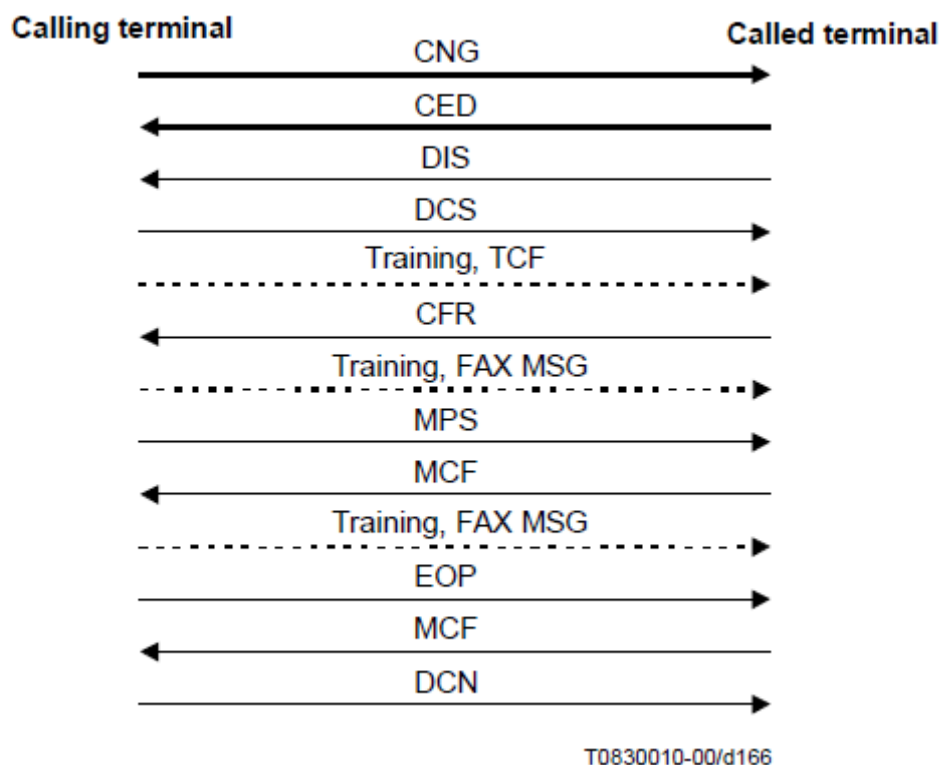 Calling terminal
Called terminal
CNG
CED
DIS
DCS
Training, TCF
CFR
Training, FAX MSG
MPS
MCF
Training, FAX MSG
EOP
MCF
DCN
T0830010-00/d166